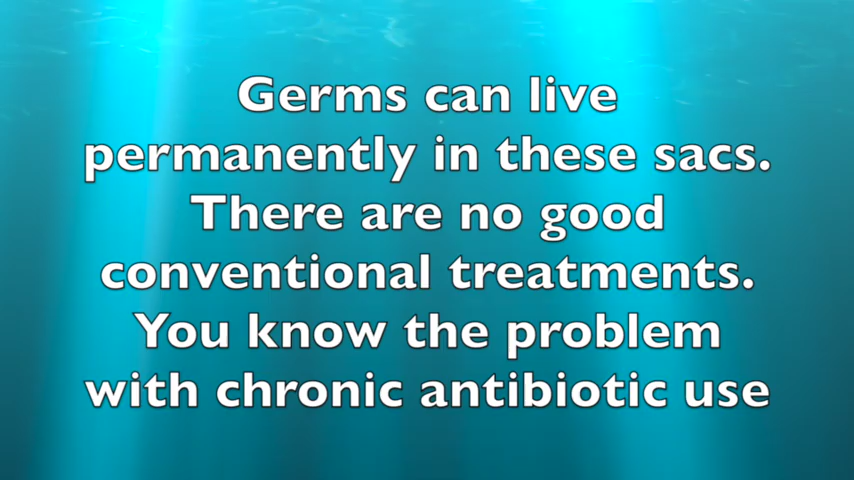 Germs can live
permanently in these sacs.
There are no good
conventional treatments.
You know the problem
with chronic antibiotic use